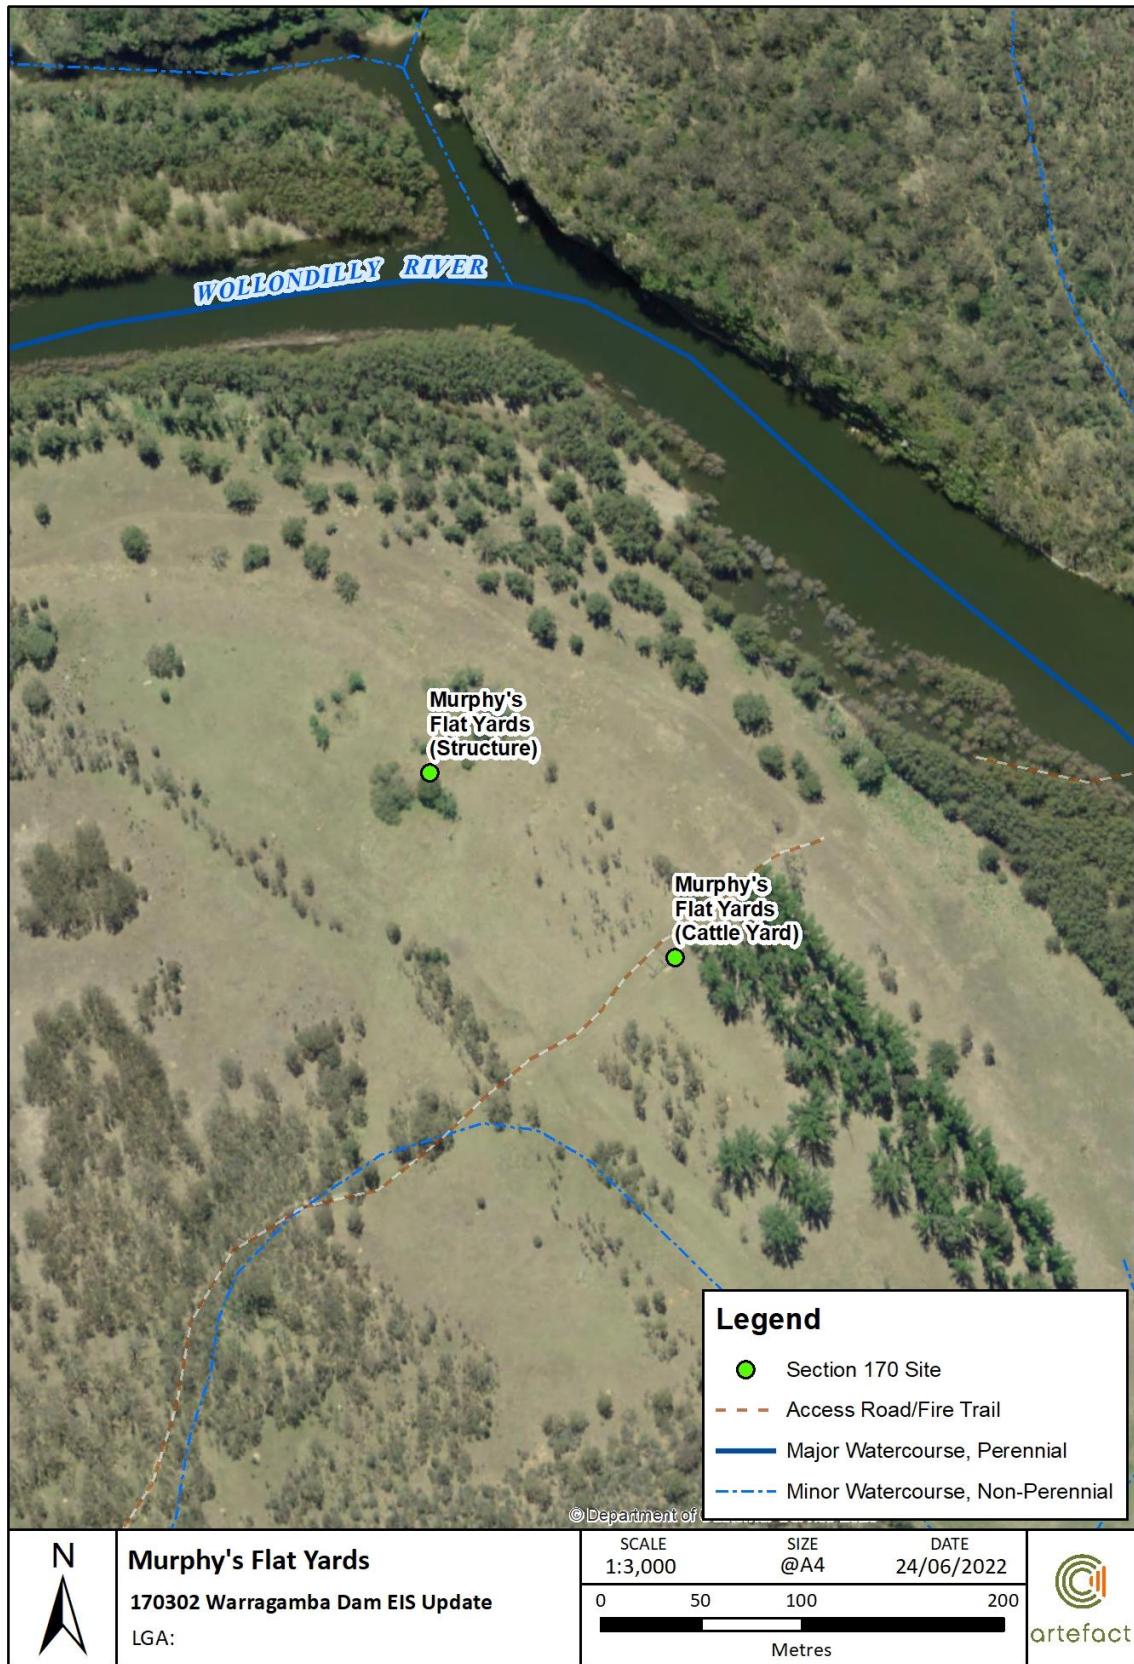 WOLLONDILLY RIVER
Murphy's
Flat Yards
(Structure)
Murphy's
Flat Yards
(Cattle Yard)
Legend
Section 170 Site
Access Road/Fire Trail
Major Watercourse, Perennial
Minor Watercourse, Non-Perennial
© Department of
N
Murphy's Flat Yards
170302 Warragamba Dam EIS Update
LGA:
SCALE
1:3,000
SIZE
@A4
DATE
24/06/2022
0 50 100 200
Metres
artefact